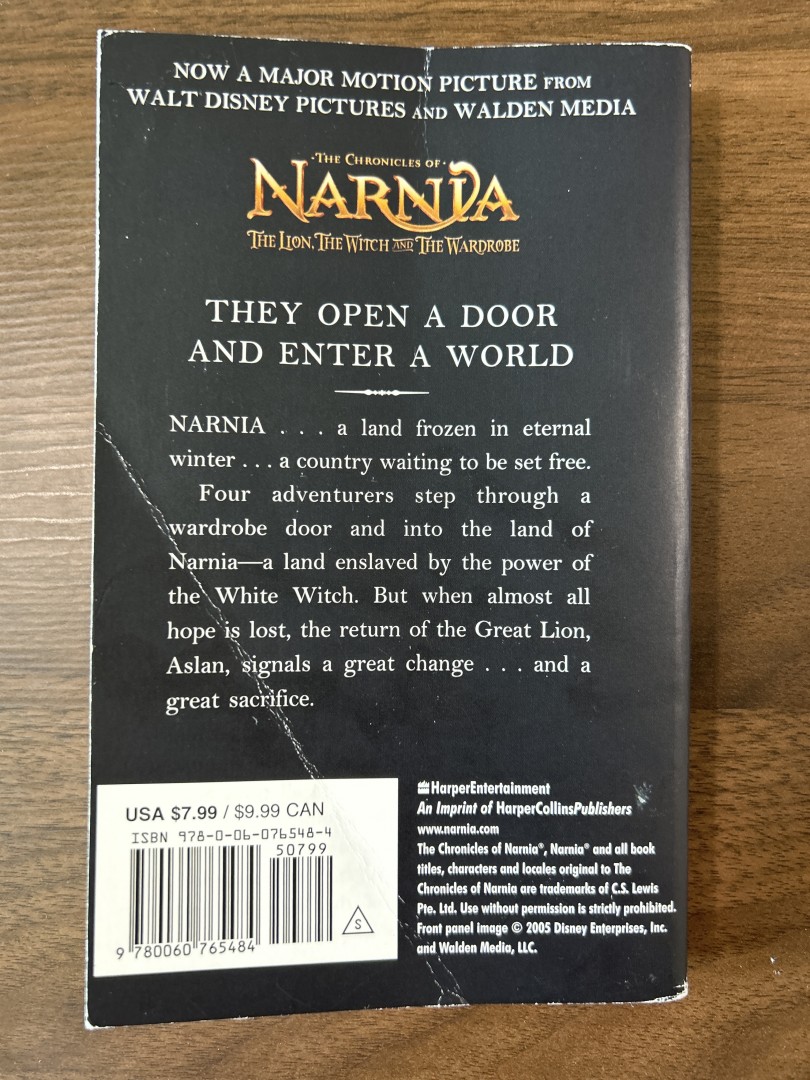 NOW A MAJOR MOTION PICTURE FROM
WALT DISNEY PICTURES AND WALDEN MEDIA
·THE CHRONICLES OF·
NARNIA
THE LION, THE WITCH AND THE WARDROBE
THEY OPEN A DOOR
AND ENTER A WORLD
NARNIA . . . a land frozen in eternal
winter . . . a country waiting to be set free.
Four adventurers step through a
wardrobe door and into the land of
Narnia—a land enslaved by the power of
the White Witch. But when almost all
hope is lost, the return of the Great Lion,
Aslan, signals a great change . . . and a
great sacrifice.
USA $7.99 / $9.99 CAN
ISBN 978-0-06-076548-4
50799
S
9 780060 765484
HarperEntertainment
An Imprint of HarperCollinsPublishers
www.narnia.com
The Chronicles of Narnia®, Narnia® and all book
titles, characters and locales original to The
Chronicles of Narnia are trademarks of C.S. Lewis
Pte. Ltd. Use without permission is strictly prohibited.
Front panel image © 2005 Disney Enterprises, Inc.
and Walden Media, LLC.